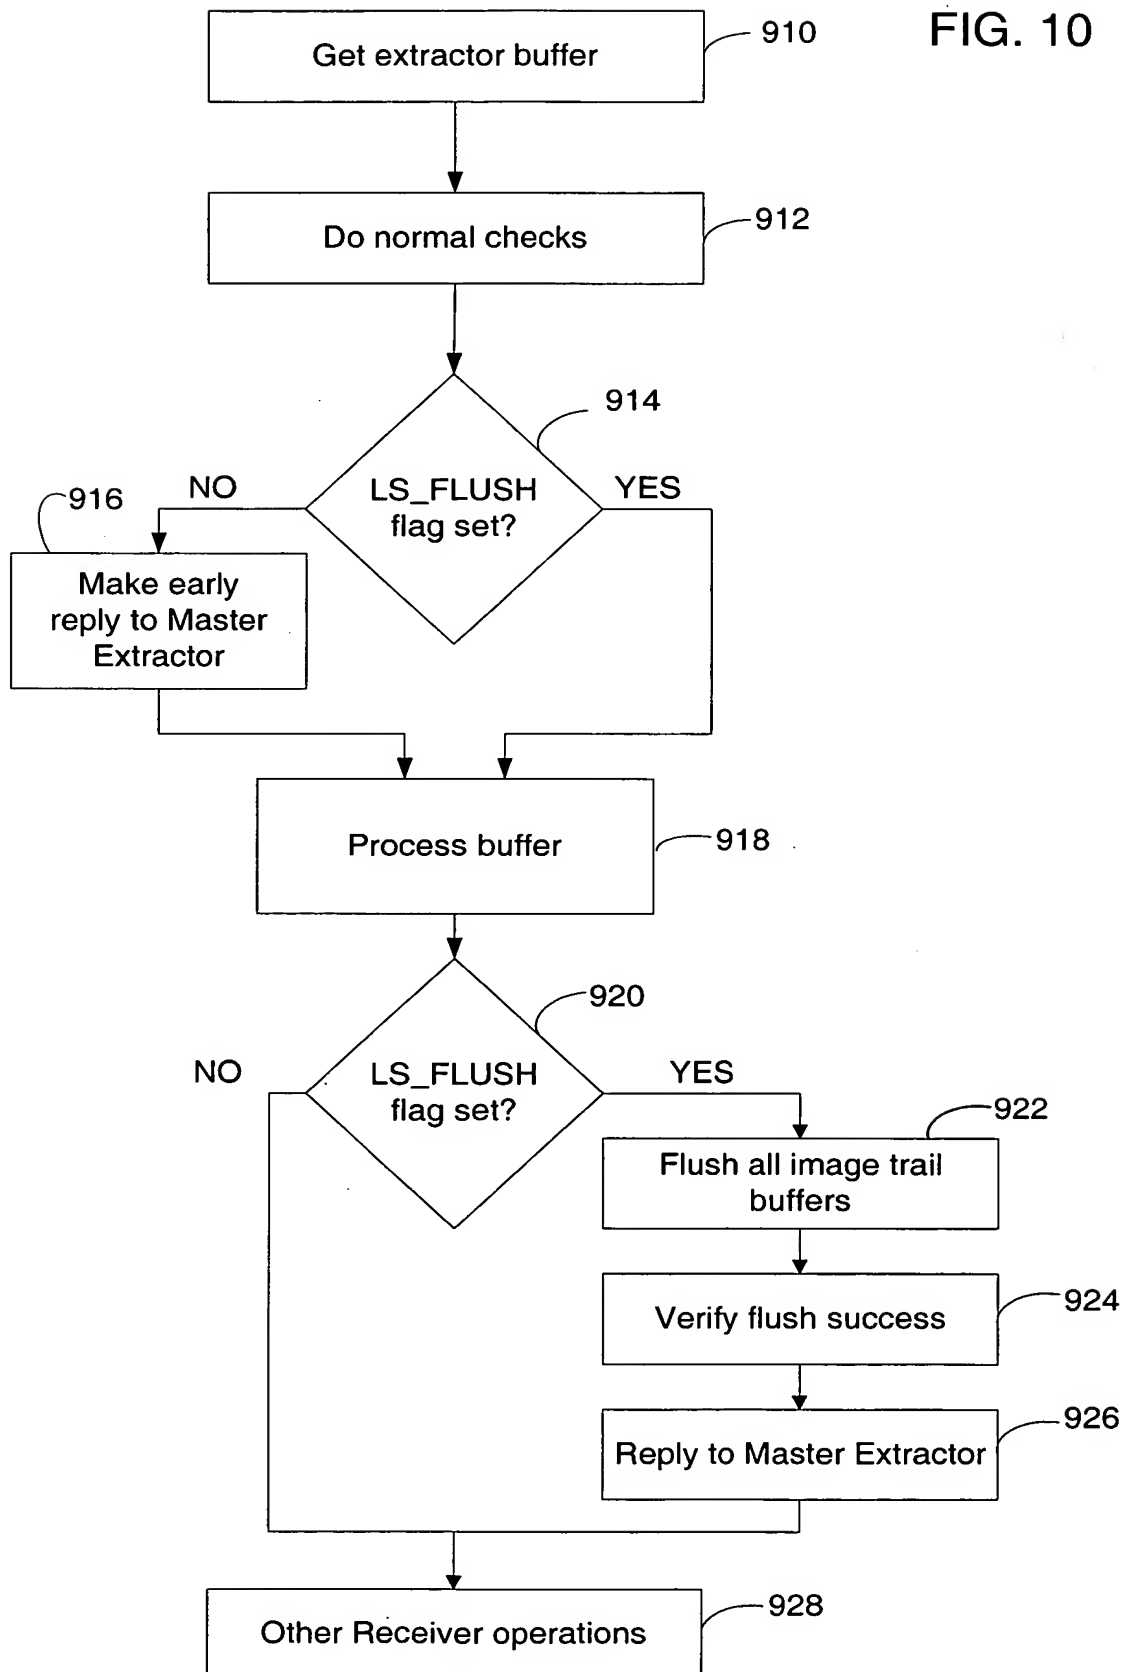 FIG. 10
Get extractor buffer
910
Do normal checks
912
914
LS_FLUSH
flag set?
NO
YES
916
Make early
reply to Master
Extractor
Process buffer
918
920
LS_FLUSH
flag set?
NO
YES
922
Flush all image trail
buffers
Verify flush success
924
Reply to Master Extractor
926
Other Receiver operations
928